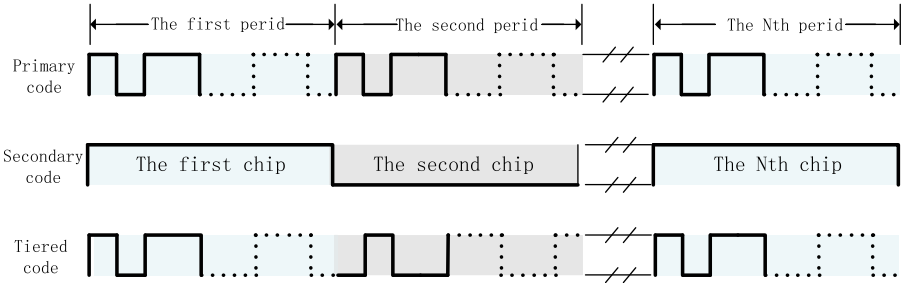 The first perid
The second perid
The Nth perid
Primary
code
Secondary
code
The first chip
The second chip
The Nth chip
Tiered
code